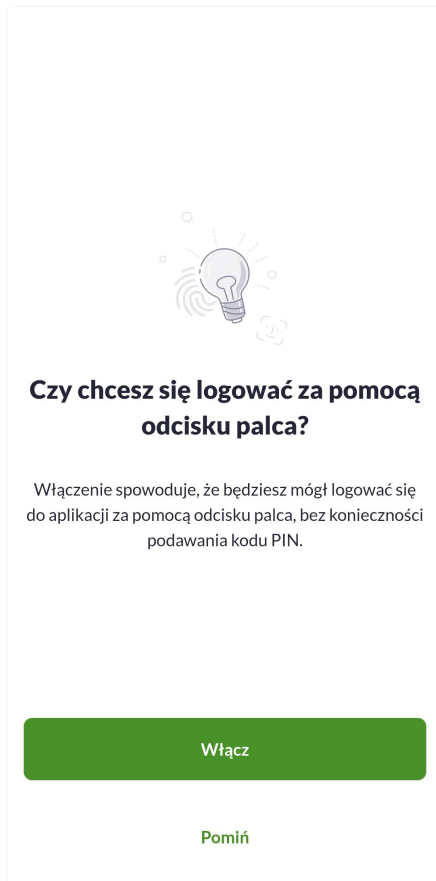 Czy chcesz się logować za pomocą
odcisku palca?
Włączenie spowoduje, że będziesz mógł logować się
do aplikacji za pomocą odcisku palca, bez konieczności
podawania kodu PIN.
Włącz
Pomiń